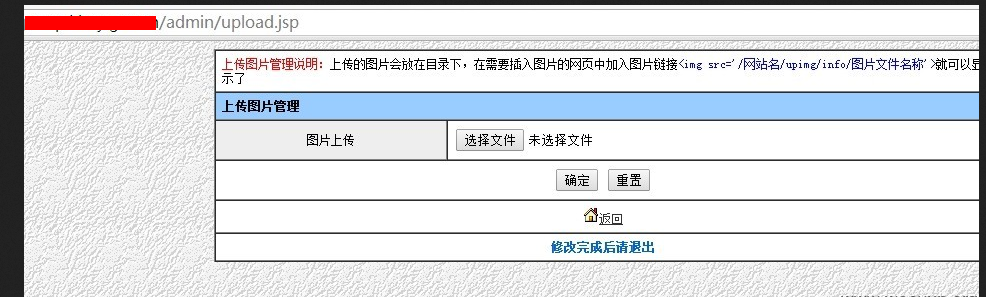 /admin/upload.jsp
上传图片管理说明：上传的图片会放在目录下，在需要插入图片的网页中加入图片链接<img src='/网站名/upimg/info/图片文件名称'>就可以显
示了
上传图片管理
图片上传 选择文件 未选择文件
确定 重置
返回
修改完成后请退出